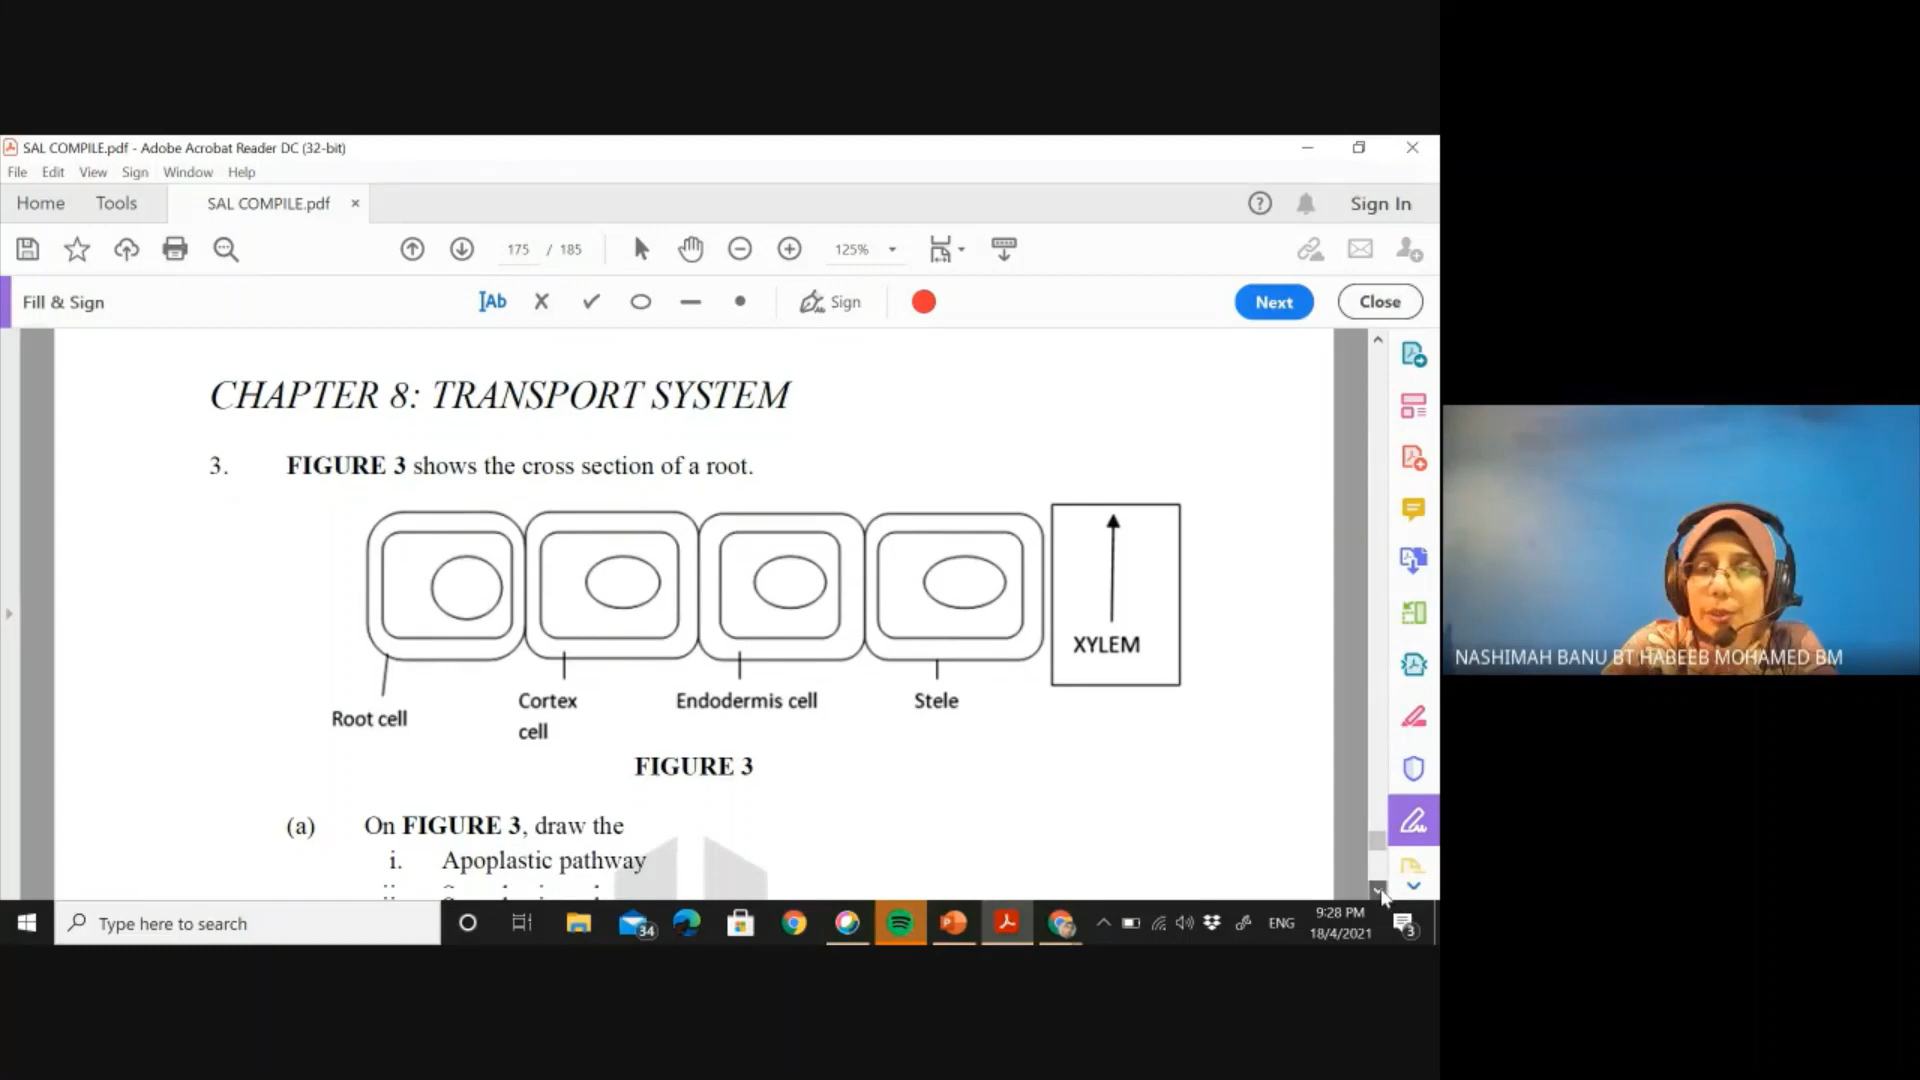 SAL COMPILE.pdf - Adobe Acrobat Reader DC (32-bit)
File Edit View Sign Window Help
Home Tools SAL COMPILE.pdf × Sign In
175 / 185 125%
Fill & Sign Ab Sign Next Close
CHAPTER 8: TRANSPORT SYSTEM
3. FIGURE 3 shows the cross section of a root.
XYLEM
Root cell
Cortex
cell
Endodermis cell
Stele
FIGURE 3
(a) On FIGURE 3, draw the
i. Apoplastic pathway
NASHIMAH BANU BT HABEEB MOHAMED BM
Type here to search 34 ENG 9:28 PM
18/4/2021 3